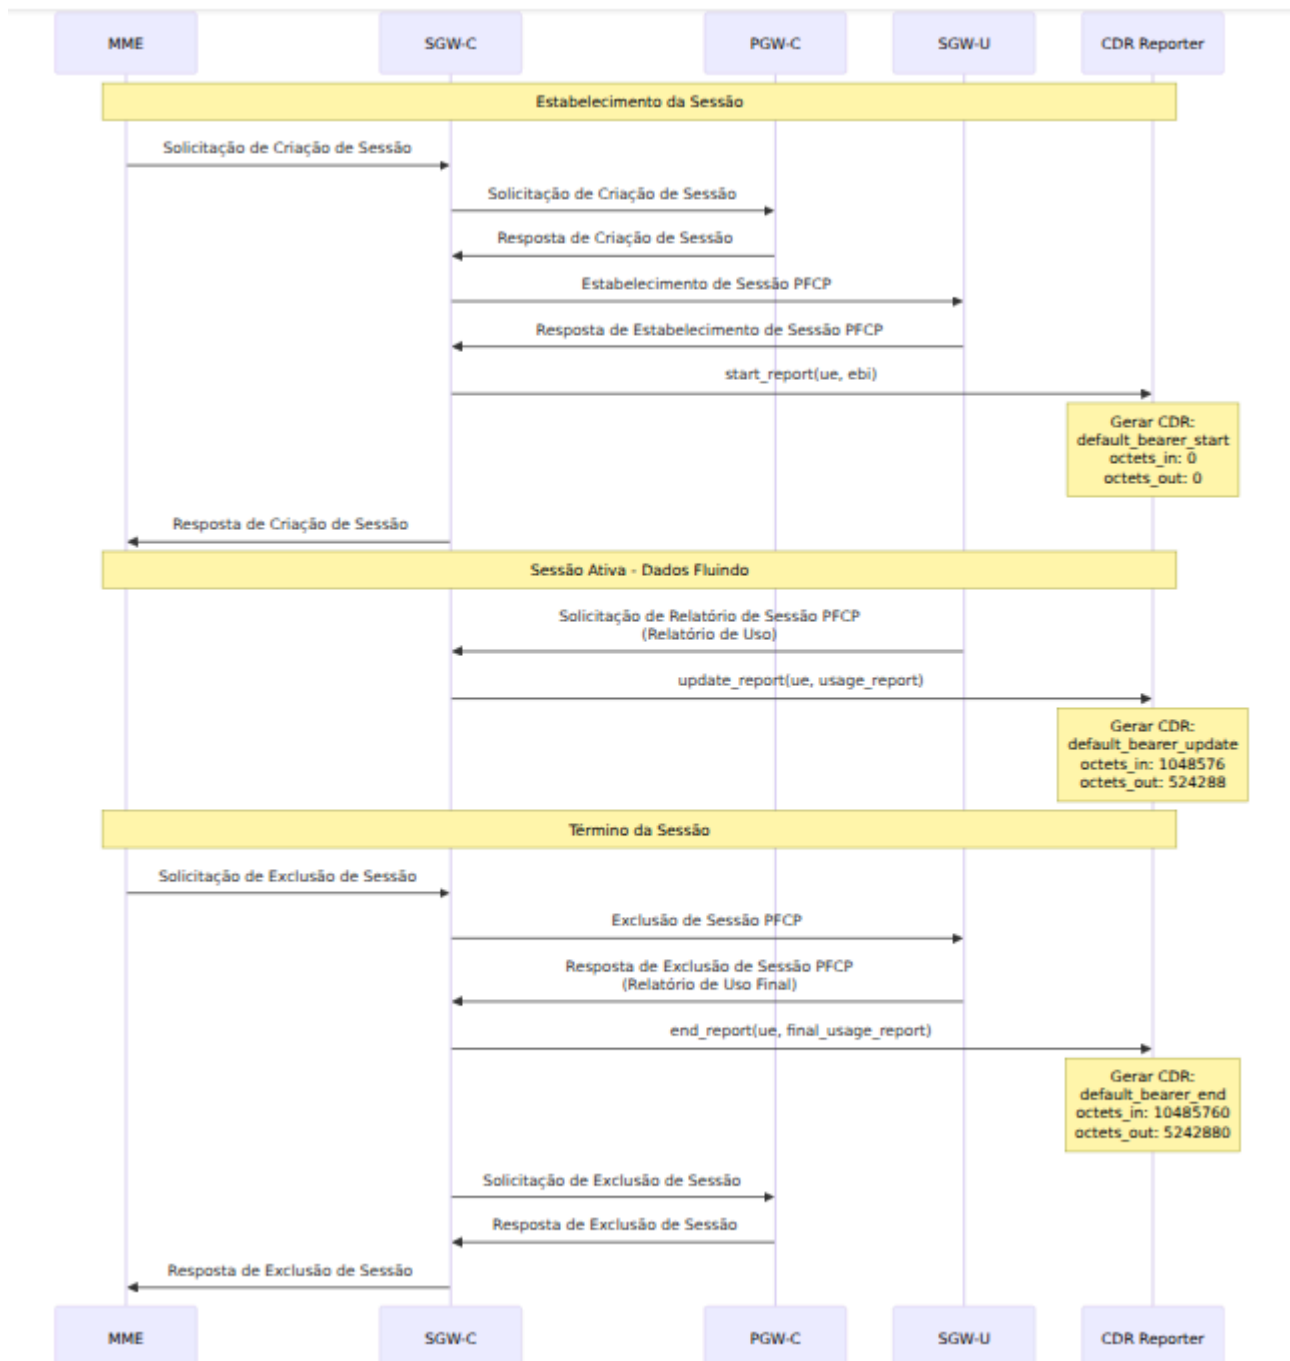 MME
SGW-C
PGW-C
SGW-U
CDR Reporter
Estabelecimento da Sessão
Solicitação de Criação de Sessão
Solicitação de Criação de Sessão
Resposta de Criação de Sessão
Estabelecimento de Sessão PFCP
Resposta de Estabelecimento de Sessão PFCP
start_report(ue, ebi)
Gerar CDR:
default_bearer_start
octets_in: 0
octets_out: 0
Resposta de Criação de Sessão
Sessão Ativa - Dados Fluindo
Solicitação de Relatório de Sessão PFCP
(Relatório de Uso)
update_report(ue, usage_report)
Gerar CDR:
default_bearer_update
octets_in: 1048576
octets_out: 524288
Término da Sessão
Solicitação de Exclusão de Sessão
Exclusão de Sessão PFCP
Resposta de Exclusão de Sessão PFCP
(Relatório de Uso Final)
end_report(ue, final_usage_report)
Gerar CDR:
default_bearer_end
octets_in: 10485760
octets_out: 5242880
Solicitação de Exclusão de Sessão
Resposta de Exclusão de Sessão
Resposta de Exclusão de Sessão
MME
SGW-C
PGW-C
SGW-U
CDR Reporter